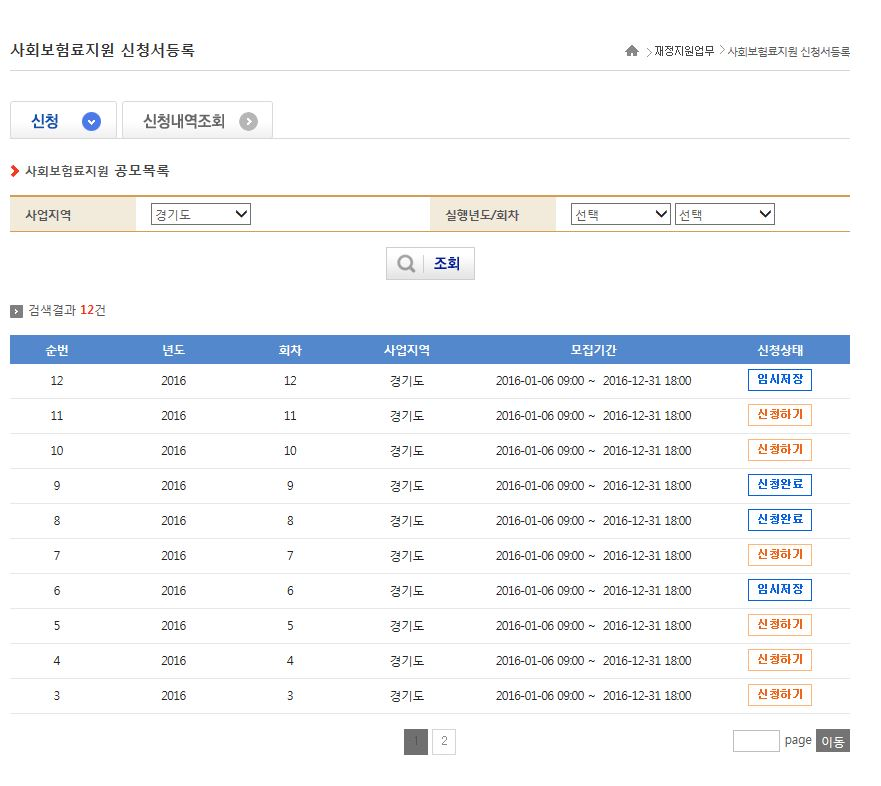 사회보험료지원 신청서등록
재정지원업무 > 사회보험료지원 신청서등록
신청 신청내역조회
사회보험료지원 공모목록
사업지역 경기도 실행년도/회차 선택 선택
조회
검색결과 12건
순번 년도 회차 사업지역 모집기간 신청상태
12 2016 12 경기도 2016-01-06 09:00 ~ 2016-12-31 18:00 임시저장
11 2016 11 경기도 2016-01-06 09:00 ~ 2016-12-31 18:00 신청하기
10 2016 10 경기도 2016-01-06 09:00 ~ 2016-12-31 18:00 신청하기
9 2016 9 경기도 2016-01-06 09:00 ~ 2016-12-31 18:00 신청완료
8 2016 8 경기도 2016-01-06 09:00 ~ 2016-12-31 18:00 신청완료
7 2016 7 경기도 2016-01-06 09:00 ~ 2016-12-31 18:00 신청하기
6 2016 6 경기도 2016-01-06 09:00 ~ 2016-12-31 18:00 임시저장
5 2016 5 경기도 2016-01-06 09:00 ~ 2016-12-31 18:00 신청하기
4 2016 4 경기도 2016-01-06 09:00 ~ 2016-12-31 18:00 신청하기
3 2016 3 경기도 2016-01-06 09:00 ~ 2016-12-31 18:00 신청하기
1 2 page 이동